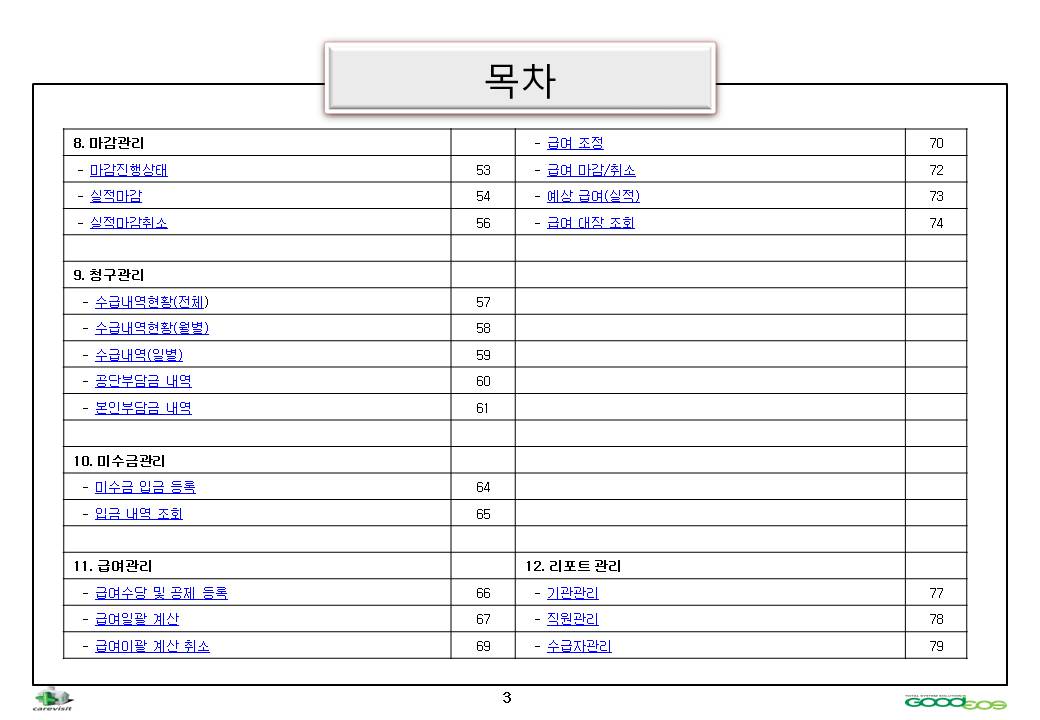 목차
8. 마감관리
- 마감진행상태 53
- 실적마감 54
- 실적마감취소 56
9. 청구관리
- 수급내역현황(전체) 57
- 수급내역현황(월별) 58
- 수급내역(일별) 59
- 공단부담금 내역 60
- 본인부담금 내역 61
10. 미수금관리
- 미수금 입금 등록 64
- 입금 내역 조회 65
11. 급여관리
- 급여수당 및 공제 등록 66
- 급여일괄 계산 67
- 급여이괄 계산 취소 69
- 급여 조정 70
- 급여 마감/취소 72
- 예상 급여(실적) 73
- 급여 대장 조회 74
12. 리포트 관리
- 기관관리 77
- 직원관리 78
- 수급자관리 79
carevisit
3
TOTAL SYSTEM SOLUTION
GOODEOS